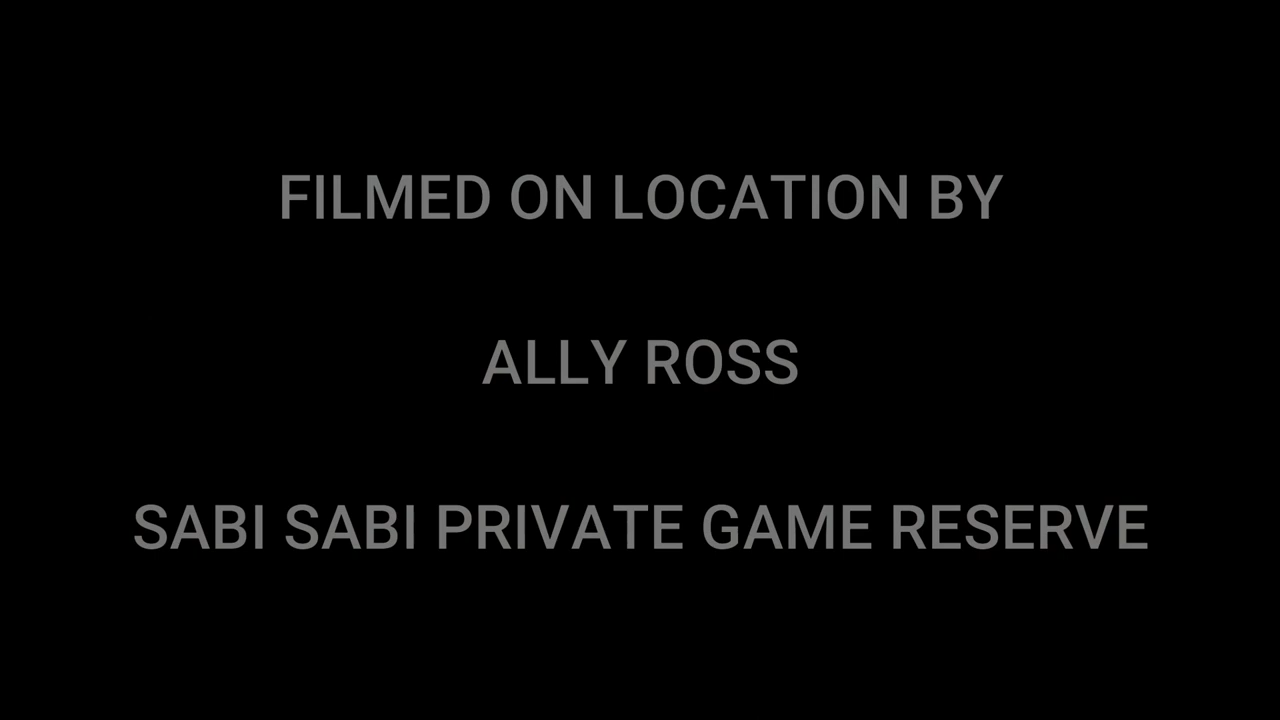 FILMED ON LOCATION BY
ALLY ROSS
SABI SABI PRIVATE GAME RESERVE